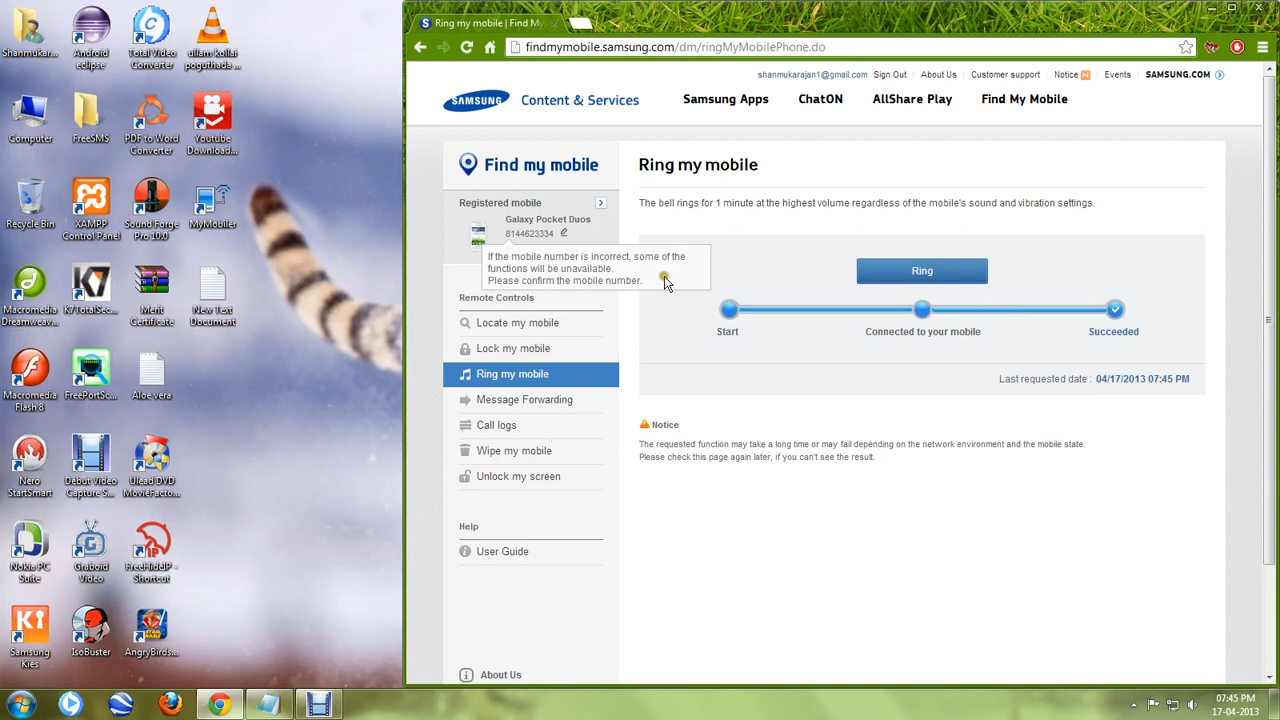 Shanmukar...
Android eclipse
Total Video Converter
ullam kollai poguthada...
Computer
FreeSMS
PDF to Word Converter
Youtube Download...
Recycle Bin
XAMPP Control Panel
Sound Forge Pro 10.0
MyMobiler
Macromedia Dreamweav...
K7TotalSec...
Merit Certificate
New Text Document
Macromedia Flash 8
FreePortSc...
Aloe vera
Nero StartSmart
Debut Video Capture S...
Ulead DVD MovieFacto...
Nokia PC Suite
Graboid Video
FreeHideIP - Shortcut
Samsung Kies
IsoBuster
AngryBirds...
Ring my mobile | Find My
findmymobile.samsung.com/dm/ringMyMobilePhone.do
shanmukarajan1@gmail.com Sign Out About Us Customer support Notice N Events SAMSUNG.COM
SAMSUNG Content & Services Samsung Apps ChatON AllShare Play Find My Mobile
Find my mobile
Registered mobile
Galaxy Pocket Duos
8144623334
If the mobile number is incorrect, some of the
functions will be unavailable.
Please confirm the mobile number.
Remote Controls
Locate my mobile
Lock my mobile
Ring my mobile
Message Forwarding
Call logs
Wipe my mobile
Unlock my screen
Help
User Guide
About Us
Ring my mobile
The bell rings for 1 minute at the highest volume regardless of the mobile's sound and vibration settings.
Ring
Start Connected to your mobile Succeeded
Last requested date : 04/17/2013 07:45 PM
Notice
The requested function may take a long time or may fail depending on the network environment and the mobile state.
Please check this page again later, if you can't see the result.
07:45 PM
17-04-2013